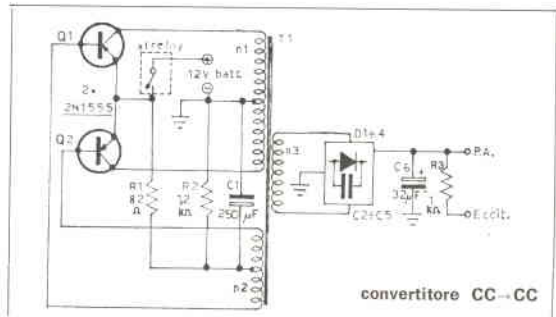 Q1
n1
T1
al relay
12V batt.
2×
2N1555
Q2
R1
82
Ω
R2
kΩ
C1
250 μF
n3
D1÷4
C2÷C5
C6
32μF
R3
1
kΩ
P.A.
Eccit.
n2
convertitore CC→CC